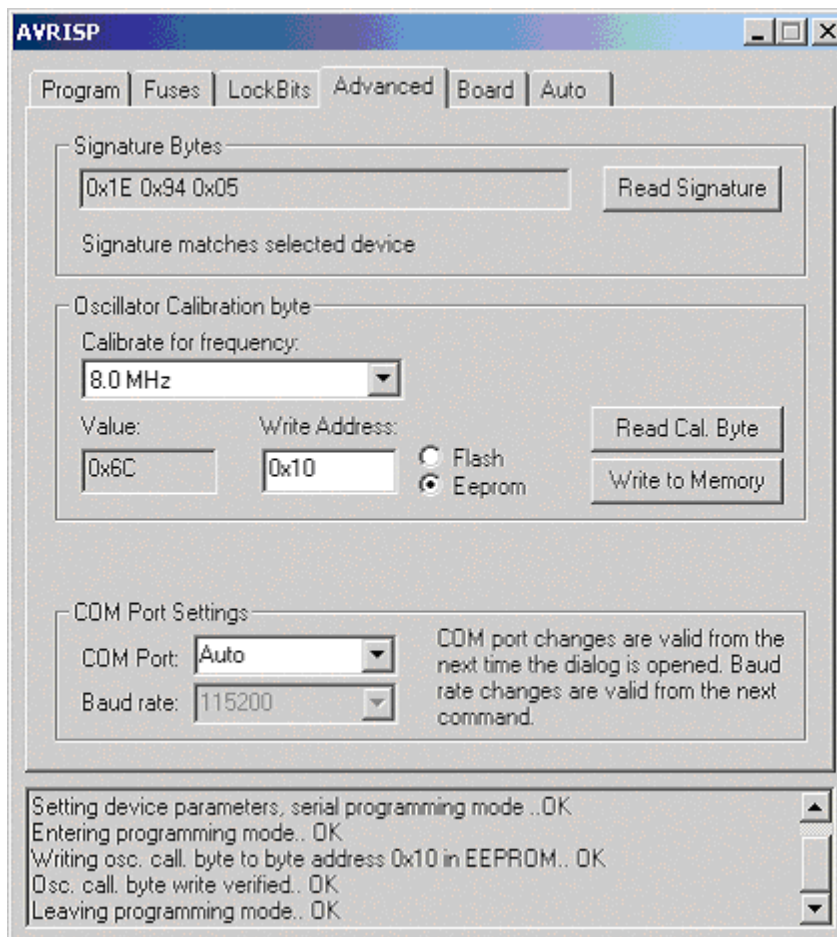 AVRISP
Program Fuses LockBits Advanced Board Auto
Signature Bytes
0x1E 0x94 0x05
Read Signature
Signature matches selected device
Oscillator Calibration byte
Calibrate for frequency:
8.0 MHz
Value:
Write Address:
Read Cal. Byte
0x6C
0x10
Flash
Eeprom
Write to Memory
COM Port Settings
COM Port: Auto
Baud rate: 115200
COM port changes are valid from the
next time the dialog is opened. Baud
rate changes are valid from the next
command.
Setting device parameters, serial programming mode ..OK
Entering programming mode.. OK
Writing osc. call. byte to byte address 0x10 in EEPROM.. OK
Osc. call. byte write verified.. OK
Leaving programming mode.. OK